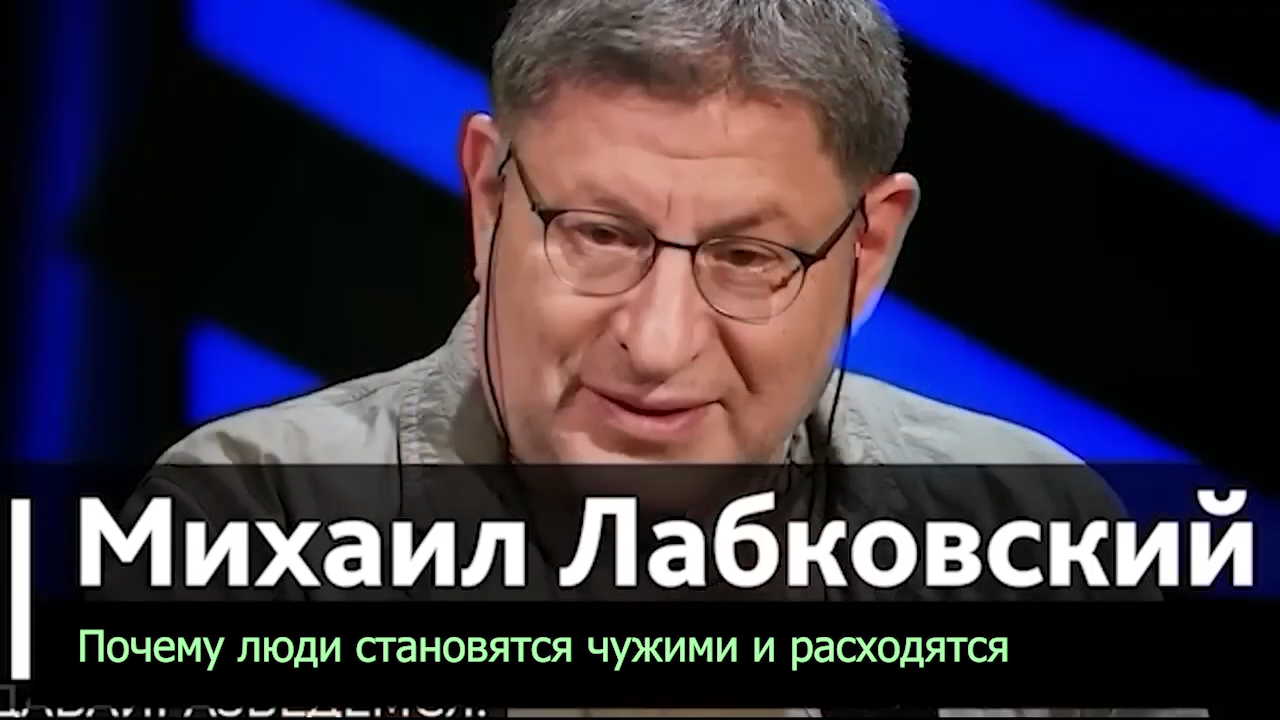 Михаил Лабковский
Почему люди становятся чужими и расходятся